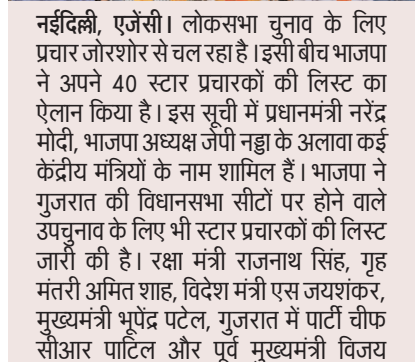 नईदिल्ली, एजेंसी। लोकसभा चुनाव के लिए
प्रचार जोरशोर से चल रहा है ।इसी बीच भाजपा
ने अपने 40 स्टार प्रचारकों की लिस्ट का
ऐलान किया है। इस सूची में प्रधानमंत्री नरेंद्र
मोदी, भाजपा अध्यक्ष जेपी नड्डा के अलावा कई
केंद्रीय मंत्रियों के नाम शामिल हैं। भाजपा ने
गुजरात की विधानसभा सीटों पर होने वाले
उपचुनाव के लिए भी स्टार प्रचारकों की लिस्ट
जारी की है। रक्षा मंत्री राजनाथ सिंह, गृह
मंतरी अमित शाह, विदेश मंत्री एस जयशंकर,
मुख्यमंत्री भूपेंद्र पटेल, गुजरात में पार्टी चीफ
सीआर पाटिल और पूर्व मुख्यमंत्री विजय